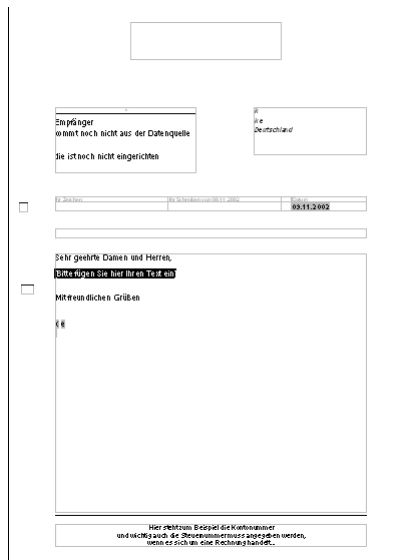 Empfänger
ommt noch nicht aus der Datenquelle
die ist noch nicht eingerichten
Deutschland
Datum
09.11.2002
Sehr geehrte Damen und Herren,
'Bitte fügen Sie hier Ihren Text ein'
Mit freundlichen Grüßen
Hier steht zum Beispiel die Kontonummer
und wichtig auch die Steuernummer muss angegeben werden,
wenn es sich um eine Rechnung handelt...